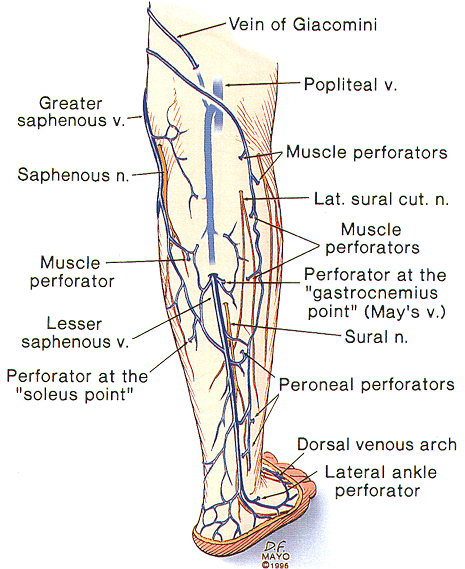 Vein of Giacomini
Popliteal v.
Greater
saphenous v.
Muscle perforators
Saphenous n.
Lat. sural cut. n.
Muscle
perforators
Muscle
perforator
Perforator at the
"gastrocnemius
point" (May's v.)
Lesser
saphenous v.
Sural n.
Perforator at the
"soleus point"
Peroneal perforators
Dorsal venous arch
Lateral ankle
perforator
D.F.
MAYO
©1996